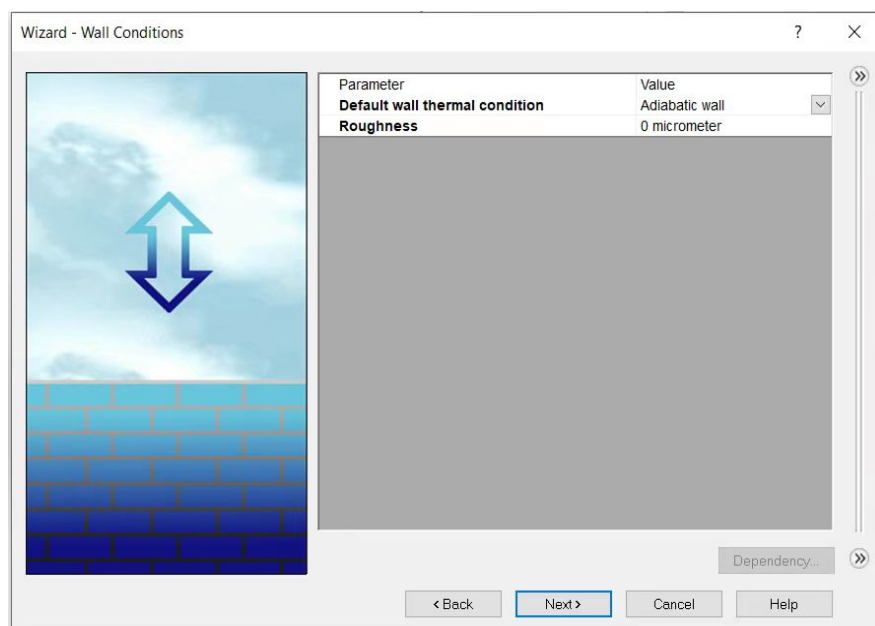 Wizard - Wall Conditions
?
Parameter Value
Default wall thermal condition Adiabatic wall
Roughness 0 micrometer
Dependency...
< Back Next > Cancel Help